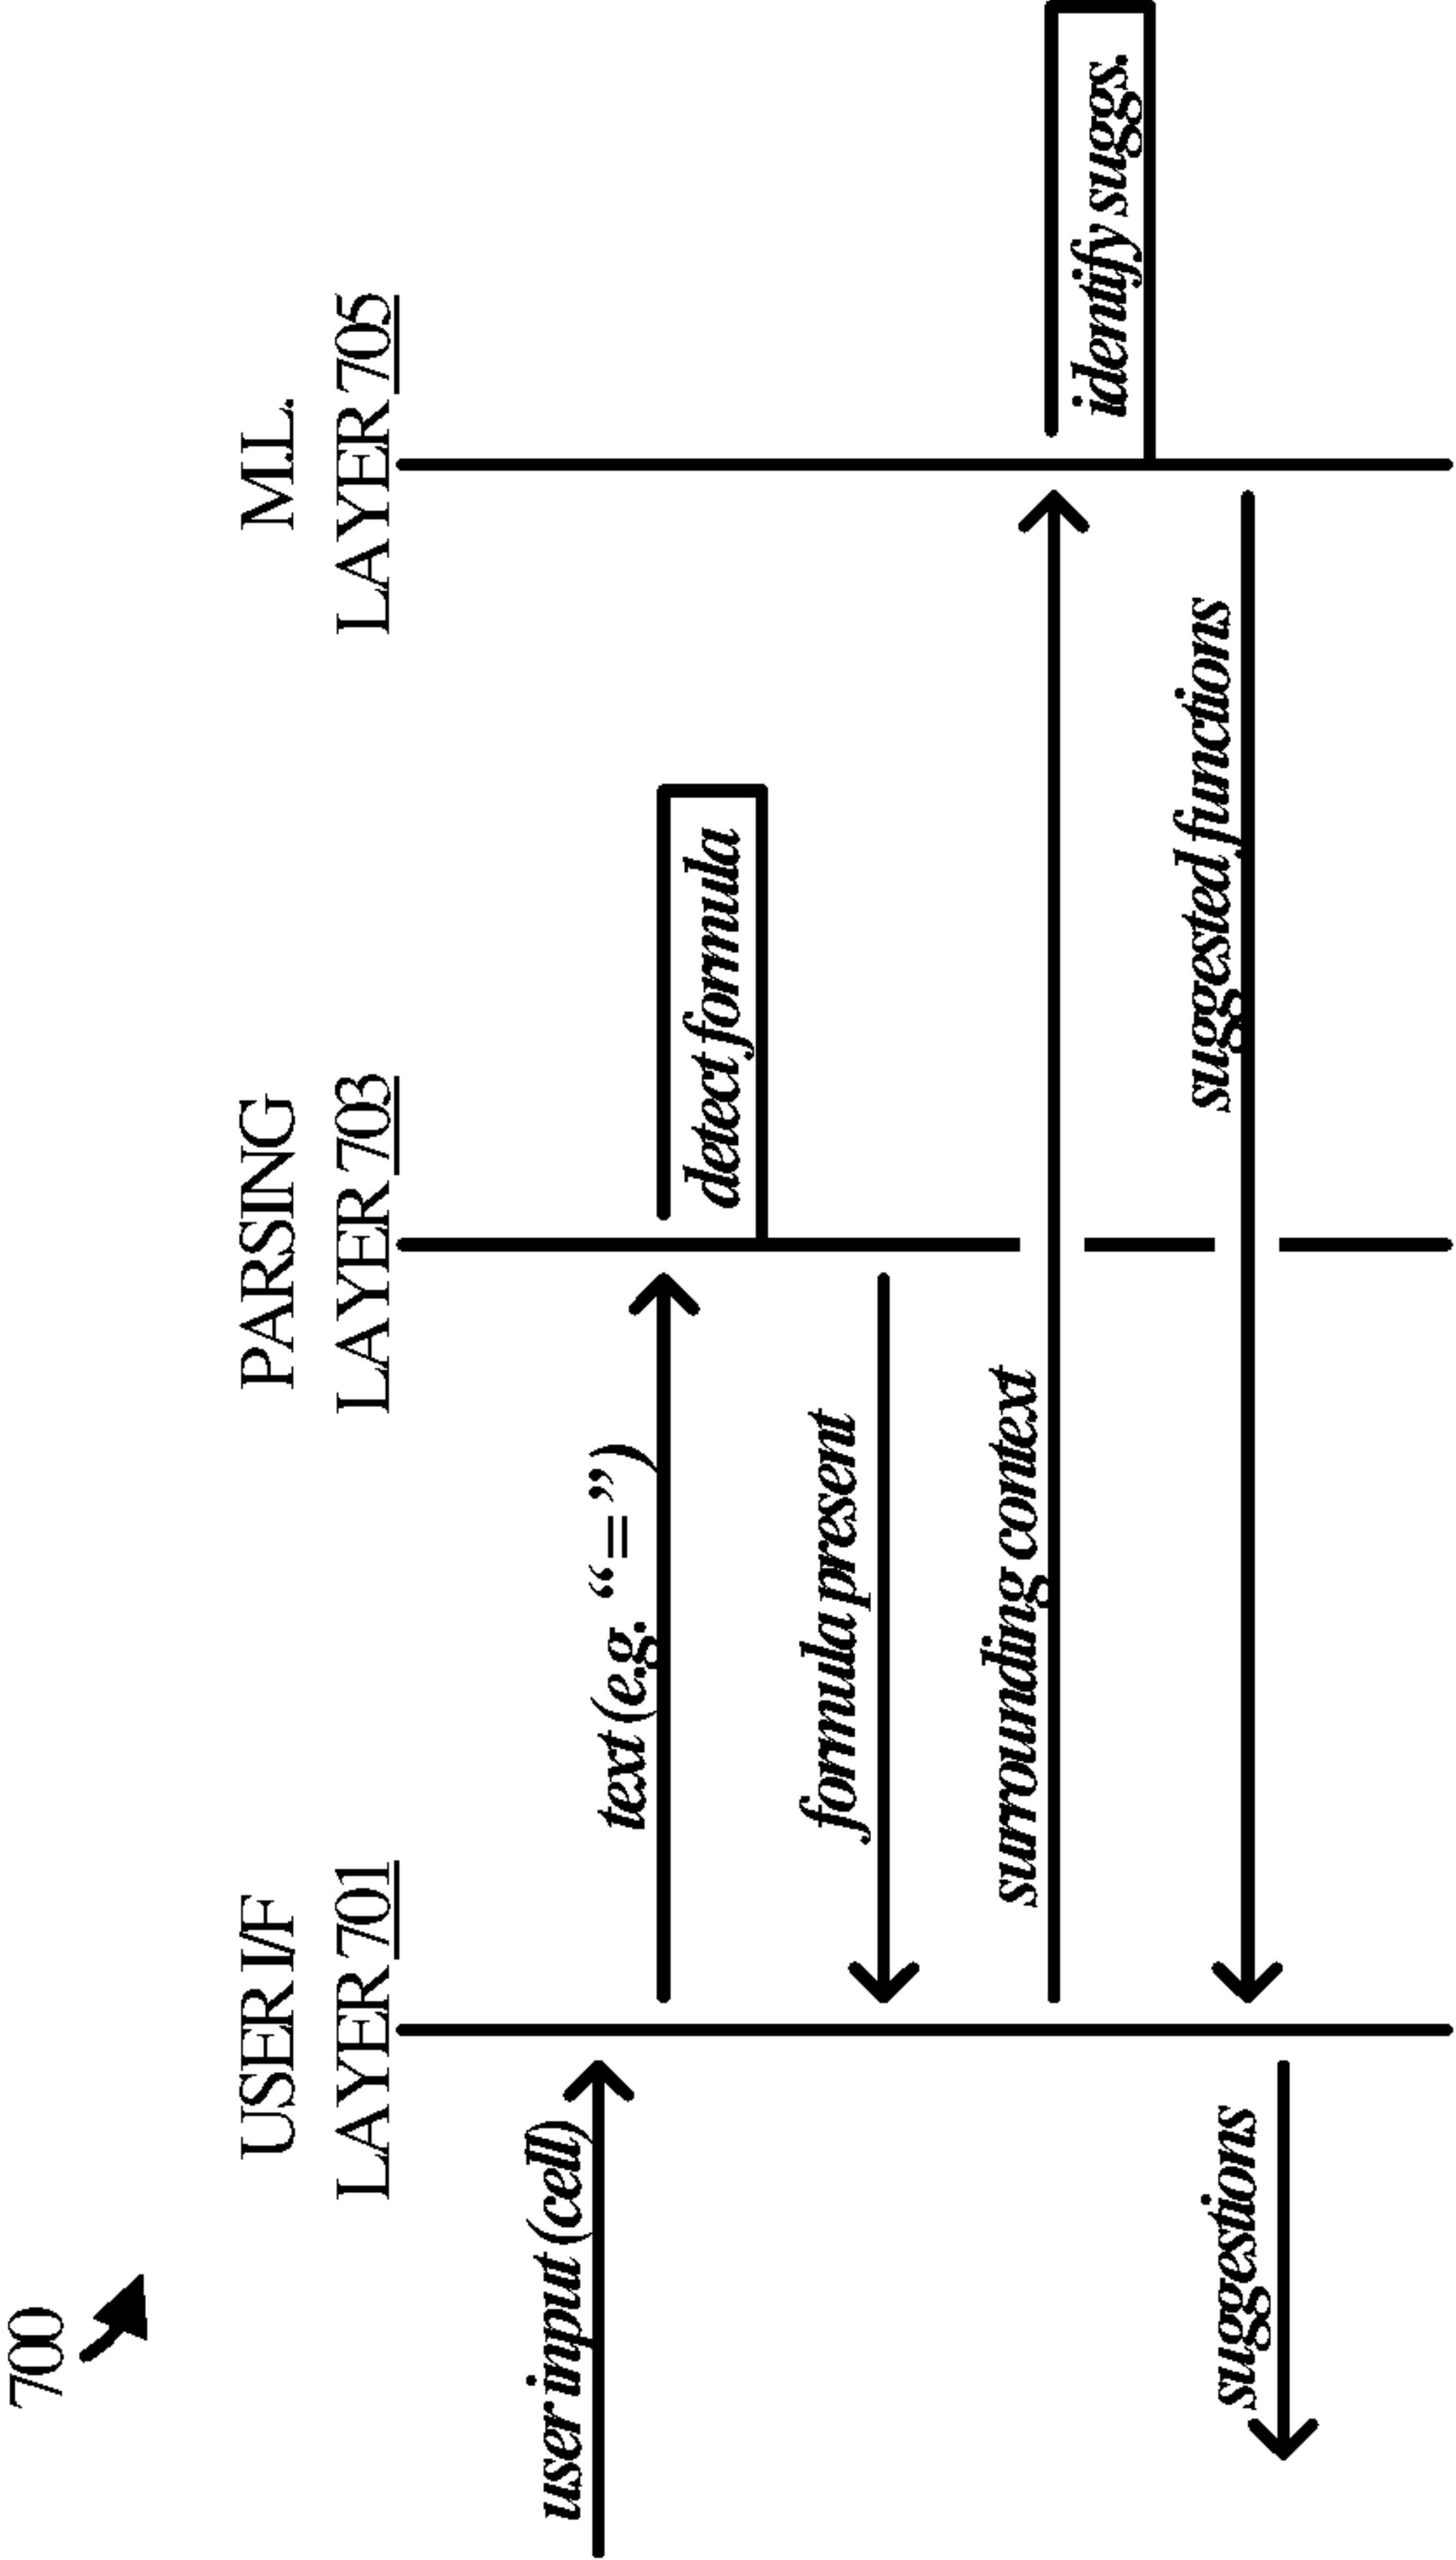 700
USER I/F
LAYER 701
PARSING
LAYER 703
M.L.
LAYER 705
user input (cell)
text (e.g. “=”)
detect formula
formula present
surrounding context
identify suggs.
suggested functions
suggestions